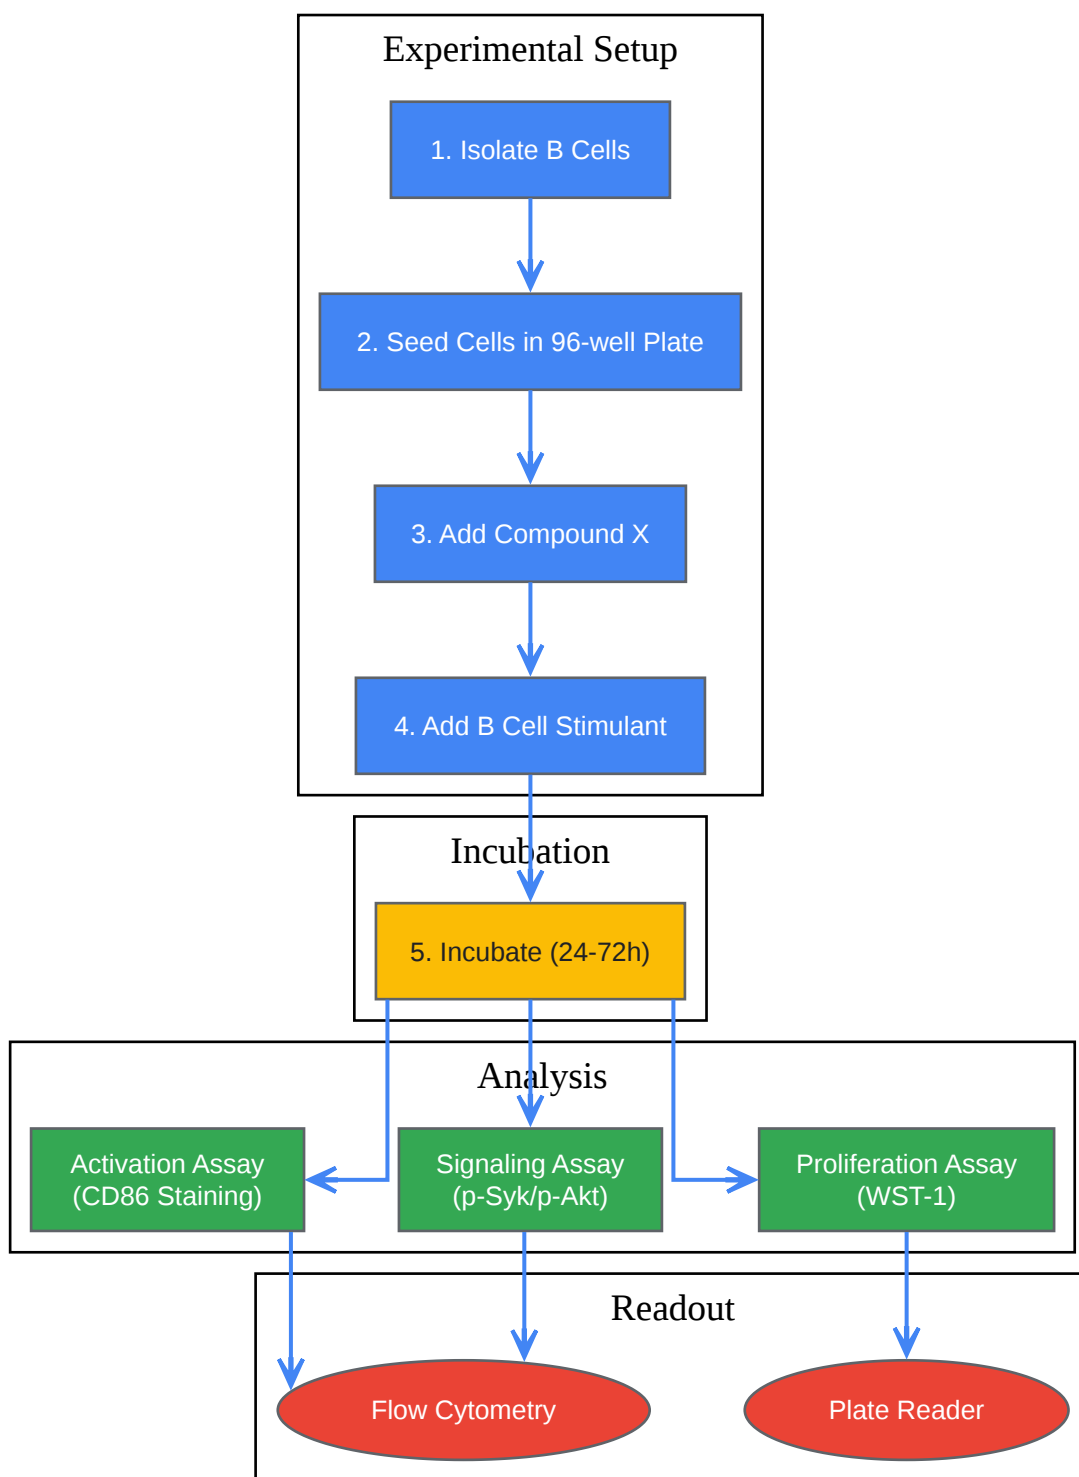 Experimental Setup
1. Isolate B Cells
2. Seed Cells in 96-well Plate
3. Add Compound X
4. Add B Cell Stimulant
Incubation
5. Incubate (24-72h)
Analysis
Activation Assay
(CD86 Staining)
Signaling Assay
(p-Syk/p-Akt)
Proliferation Assay
(WST-1)
Readout
Flow Cytometry
Plate Reader